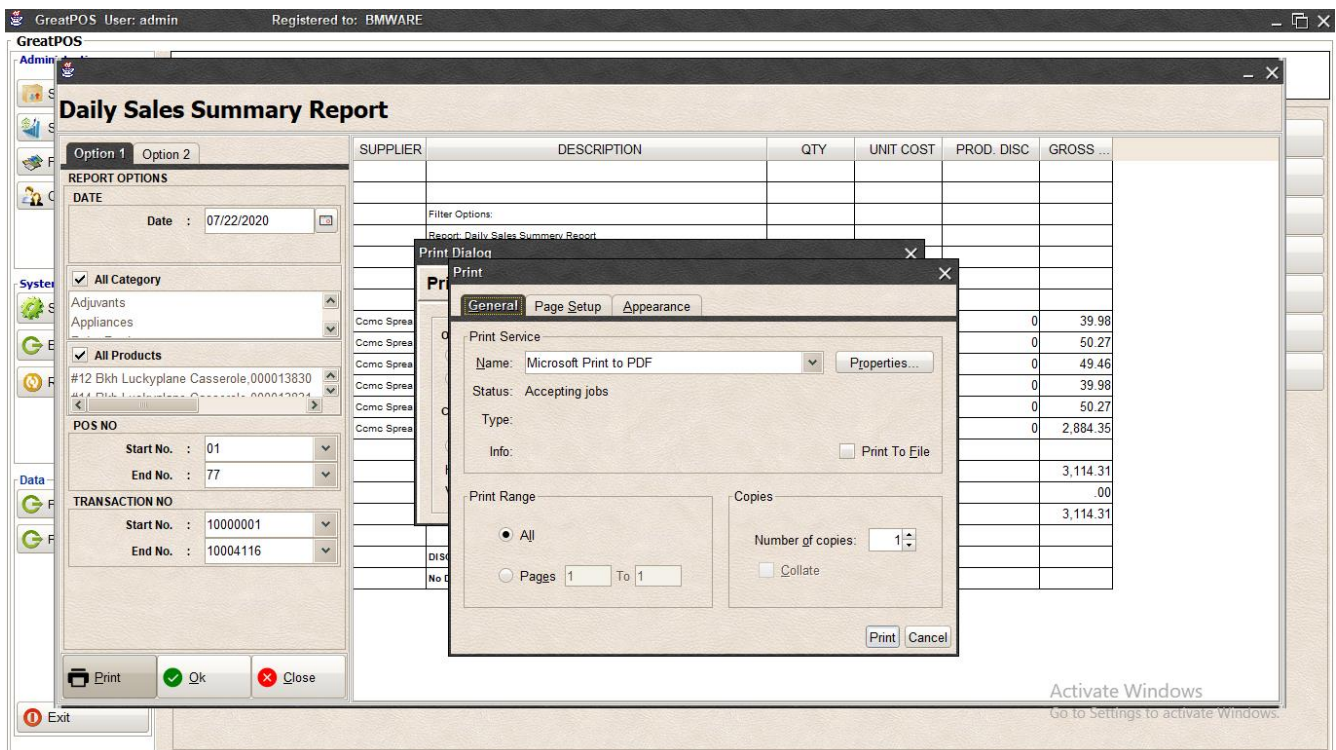 GreatPOS User: admin Registered to: BMWARE
GreatPOS
Daily Sales Summary Report
Option 1 Option 2
REPORT OPTIONS
DATE
Date : 07/22/2020
All Category
Adjuvants
Appliances
All Products
#12 Bkh Luckyplane Casserole,000013830
POS NO
Start No. : 01
End No. : 77
TRANSACTION NO
Start No. : 10000001
End No. : 10004116
Print Ok Close
SUPPLIER DESCRIPTION QTY UNIT COST PROD. DISC GROSS ...
Filter Options:
Report: Daily Sales Summery Report
0 39.98
0 50.27
0 49.46
0 39.98
0 50.27
0 2,884.35
3,114.31
.00
3,114.31
Print Dialog
Print
General Page Setup Appearance
Print Service
Name: Microsoft Print to PDF Properties...
Status: Accepting jobs
Type:
Info: Print To File
Print Range
All
Pages 1 To 1
Copies
Number of copies: 1
Collate
Print Cancel
System
Data
Exit
Activate Windows
Go to Settings to activate Windows.